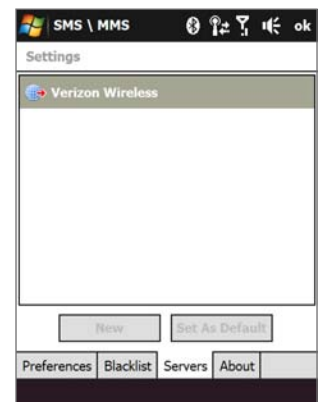 SMS \ MMS ok
Settings
Verizon Wireless
New Set As Default
Preferences Blacklist Servers About